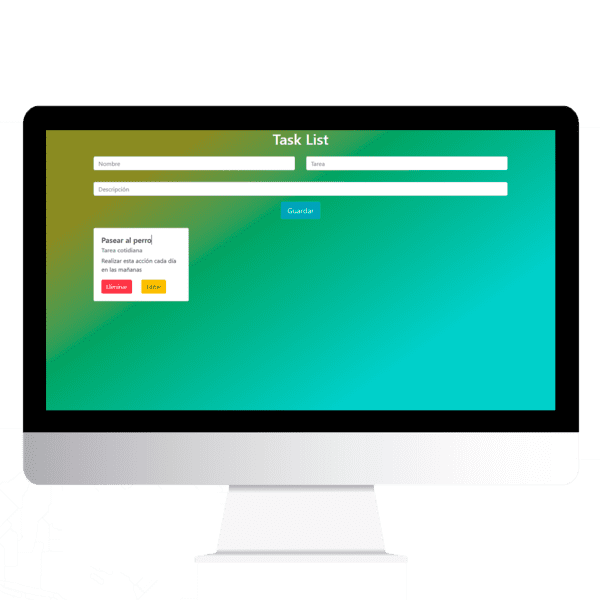 Task List
Nombre
Tarea
Descripción
Guardar
Pasear al perro
Tarea cotidiana
Realizar esta acción cada día
en las mañanas
Eliminar
Editar